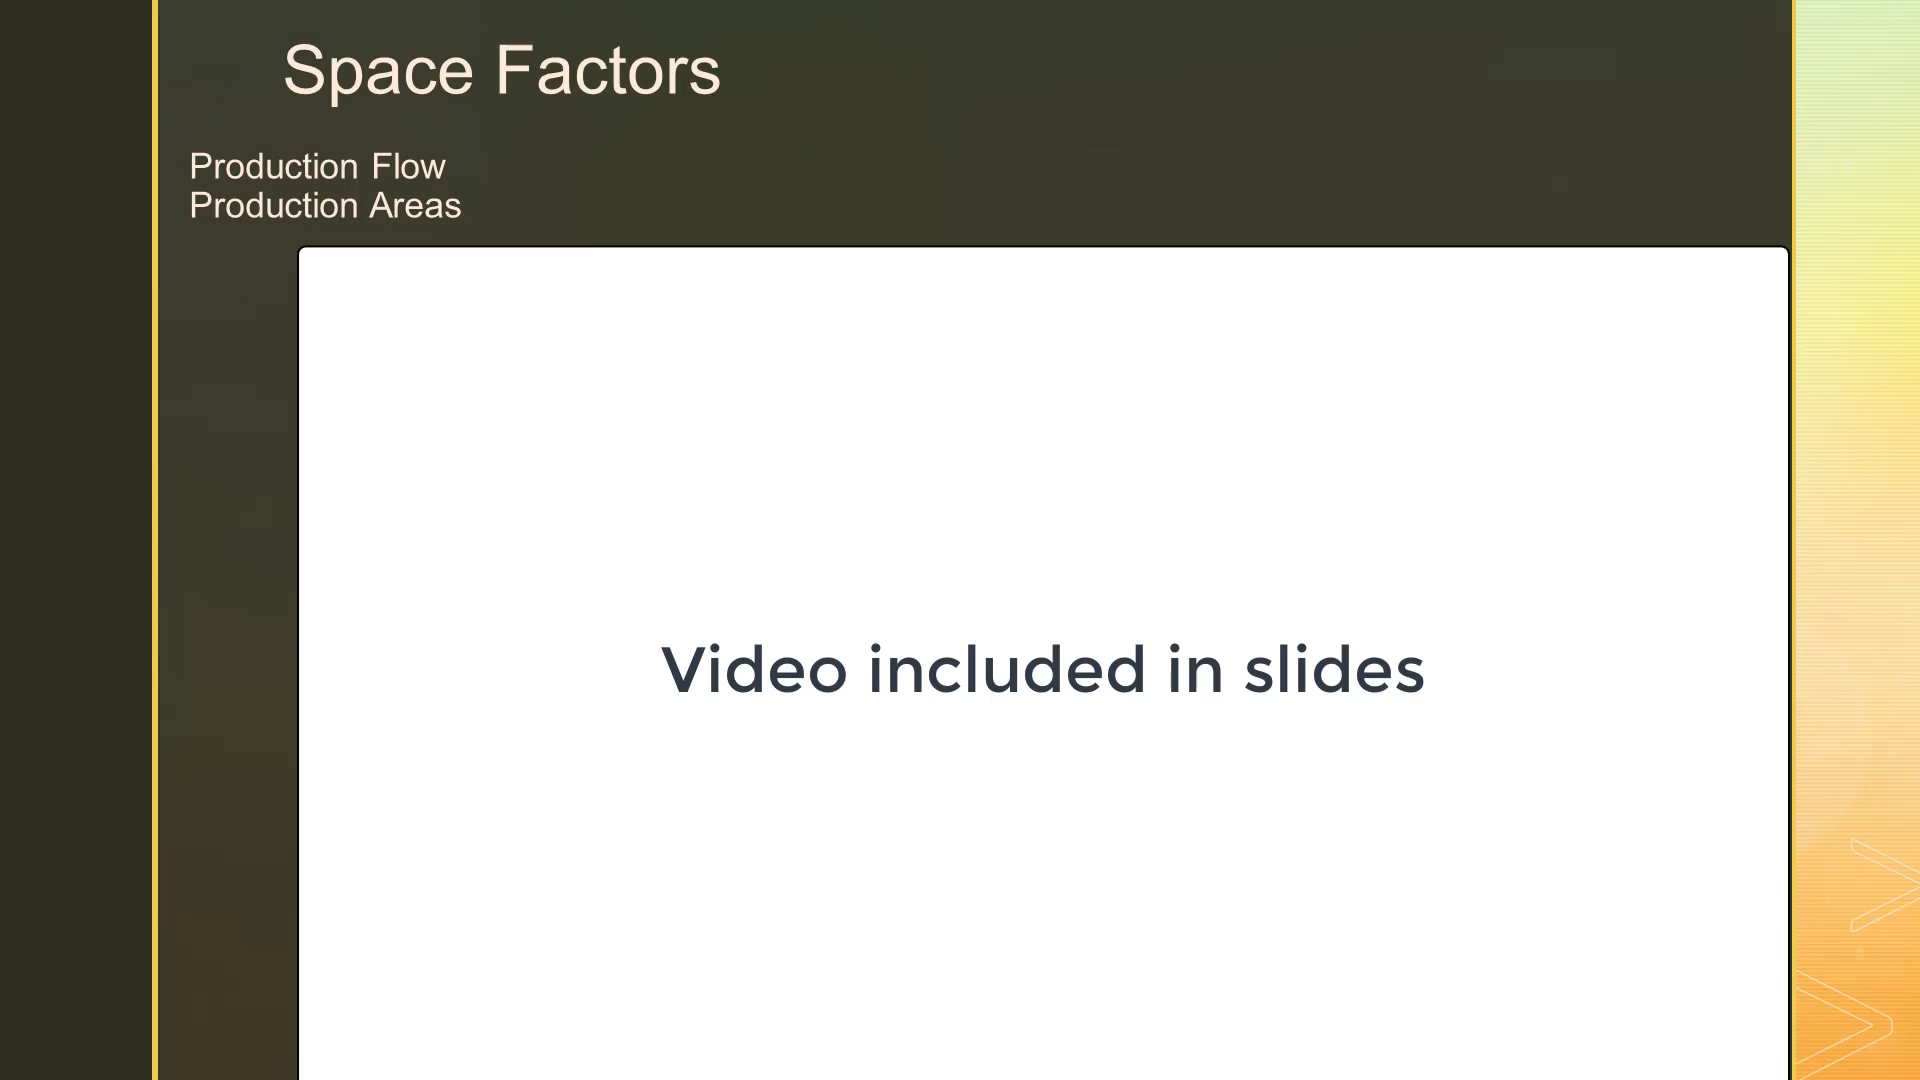 Space Factors
Production Flow
Production Areas
Video included in slides